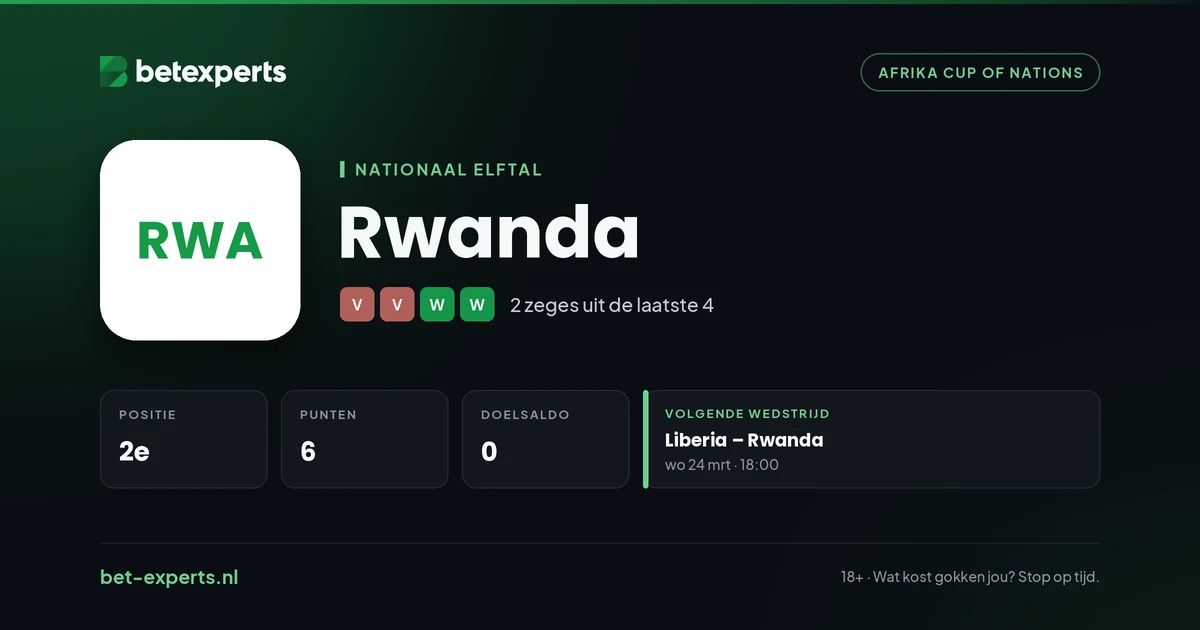 betexperts
AFRIKA CUP OF NATIONS
RWA
NATIONAAL ELFTAL
Rwanda
V V W W 2 zeges uit de laatste 4
POSITIE
2e
PUNTEN
6
DOELSALDO
0
VOLGENDE WEDSTRIJD
Liberia – Rwanda
wo 24 mrt · 18:00
bet-experts.nl
18+ · Wat kost gokken jou? Stop op tijd.